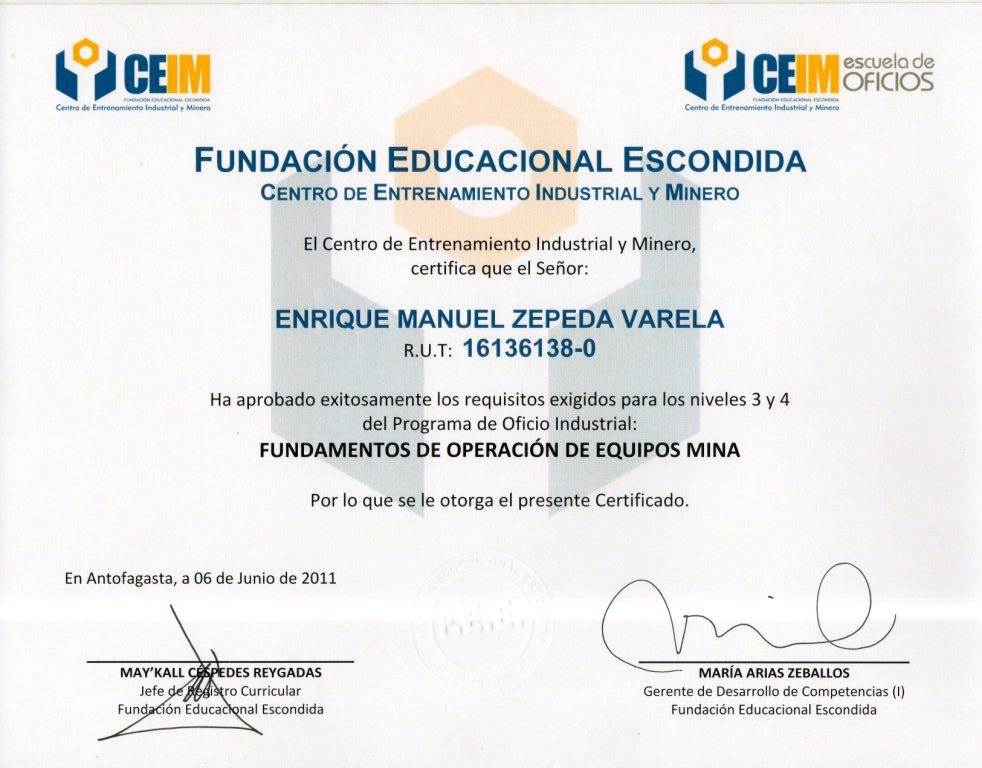 CEIM
FUNDACIÓN EDUCACIONAL ESCONDIDA
Centro de Entrenamiento Industrial y Minero
CEIM
escuela de
OFICIOS
FUNDACIÓN EDUCACIONAL ESCONDIDA
Centro de Entrenamiento Industrial y Minero
FUNDACIÓN EDUCACIONAL ESCONDIDA
CENTRO DE ENTRENAMIENTO INDUSTRIAL Y MINERO
El Centro de Entrenamiento Industrial y Minero,
certifica que el Señor:
ENRIQUE MANUEL ZEPEDA VARELA
R.U.T: 16136138-0
Ha aprobado exitosamente los requisitos exigidos para los niveles 3 y 4
del Programa de Oficio Industrial:
FUNDAMENTOS DE OPERACIÓN DE EQUIPOS MINA
Por lo que se le otorga el presente Certificado.
En Antofagasta, a 06 de Junio de 2011
MAY'KALL CÉSPEDES REYGADAS
Jefe de Registro Curricular
Fundación Educacional Escondida
MARÍA ARIAS ZEBALLOS
Gerente de Desarrollo de Competencias (I)
Fundación Educacional Escondida